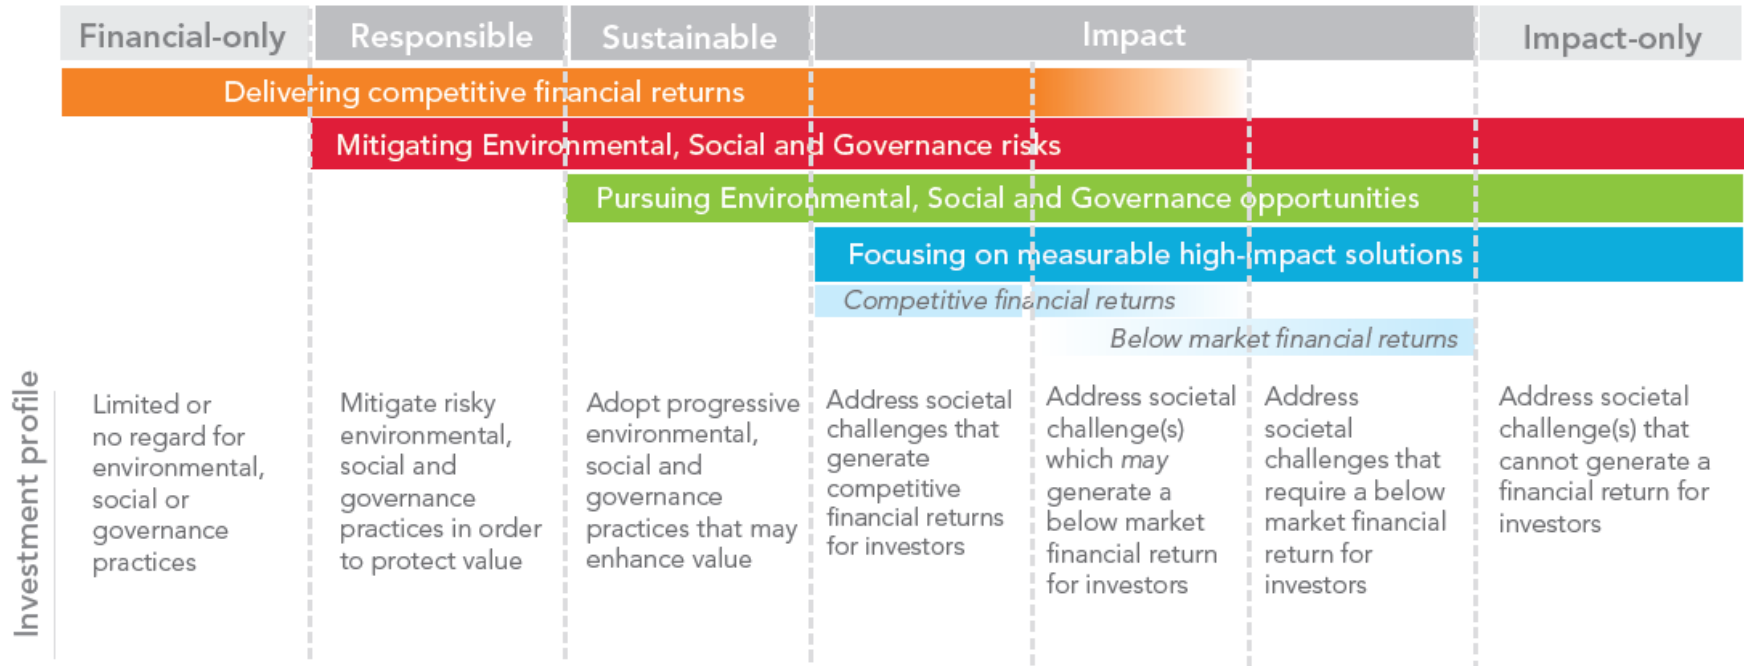 Financial-only
Responsible
Sustainable
Impact
Impact-only
Delivering competitive financial returns
Mitigating Environmental, Social and Governance risks
Pursuing Environmental, Social and Governance opportunities
Focusing on measurable high-impact solutions
Competitive financial returns
Below market financial returns
Investment profile
Limited or
no regard for
environmental,
social or
governance
practices
Mitigate risky
environmental,
social and
governance
practices in order
to protect value
Adopt progressive
environmental,
social and
governance
practices that may
enhance value
Address societal
challenges that
generate
competitive
financial returns
for investors
Address societal
challenge(s)
which may
generate a
below market
financial return
for investors
Address
societal
challenges that
require a below
market financial
return for
investors
Address societal
challenge(s) that
cannot generate a
financial return for
investors